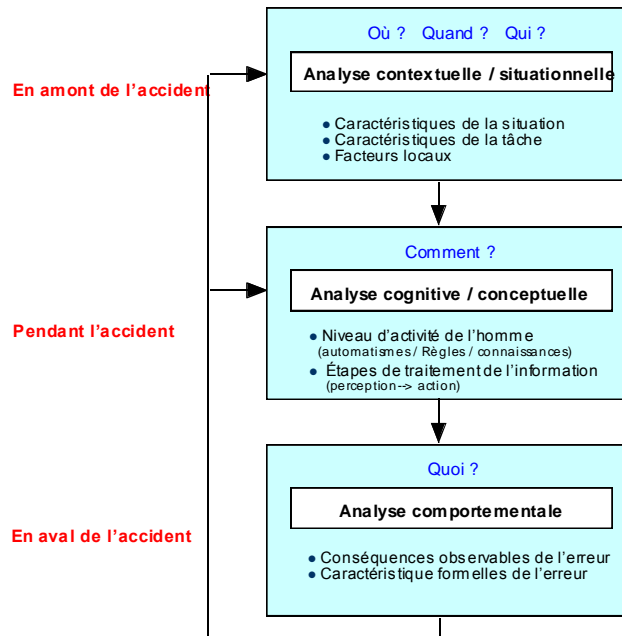 Où ? Quand ? Qui ?
Analyse contextuelle / situationnelle
En amont de l'accident
● Caractéristiques de la situation
● Caractéristiques de la tâche
● Facteurs locaux
Comment ?
Analyse cognitive / conceptuelle
Pendant l'accident
● Niveau d'activité de l'homme
(automatismes / Règles / connaissances)
● Étapes de traitement de l'information
(perception--> action)
Quoi ?
Analyse comportementale
En aval de l'accident
● Conséquences observables de l'erreur
● Caractéristique formelles de l'erreur